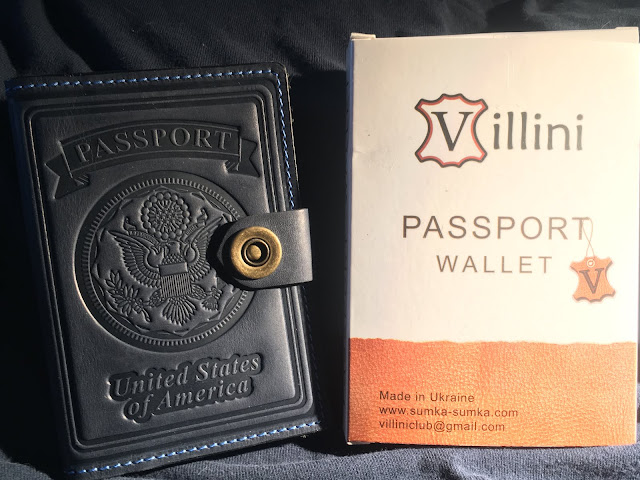 PASSPORT
United States
of America
Villini
PASSPORT
WALLET
V
Made in Ukraine
www.sumka-sumka.com
villiniclub@gmail.com